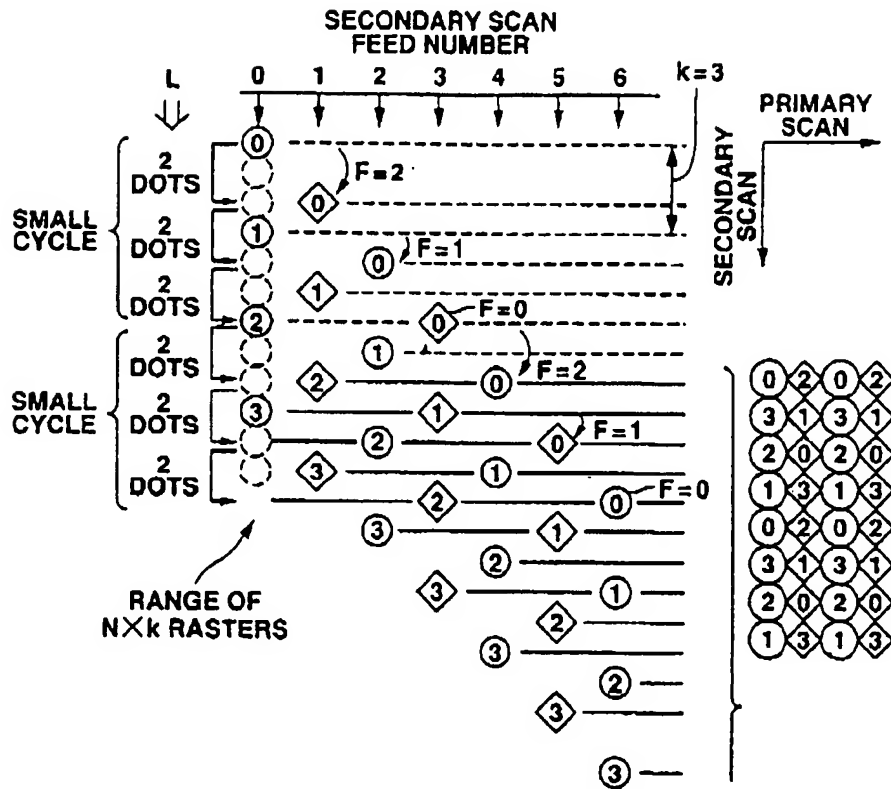 SECONDARY SCAN
FEED NUMBER
L
0 1 2 3 4 5 6
k=3
PRIMARY
SCAN
SECONDARY
SCAN
SMALL
CYCLE
2
DOTS
2
DOTS
2
DOTS
SMALL
CYCLE
2
DOTS
2
DOTS
2
DOTS
0
F=2
0
1
F=1
0
1
F=0
2 0
1
2 0
F=2
3 1
F=1
2 0
3 1
F=0
2 0
3 1
2
3 1
2
3
2
3
3
RANGE OF
N×k RASTERS
0 2 0 2
3 1 3 1
2 0 2 0
1 3 1 3
0 2 0 2
3 1 3 1
2 0 2 0
1 3 1 3